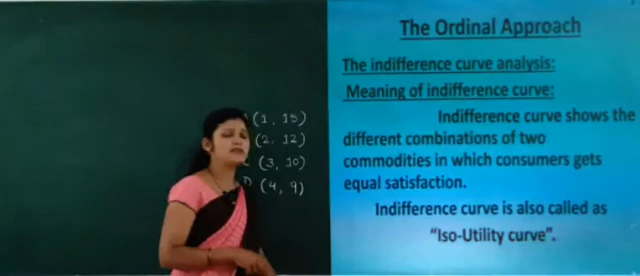 (1, 15)
(2. 12)
(3, 10)
D (4, 9)
The Ordinal Approach
The indifference curve analysis:
Meaning of indifference curve:
Indifference curve shows the
different combinations of two
commodities in which consumers gets
equal satisfaction.
Indifference curve is also called as
“Iso-Utility curve”.